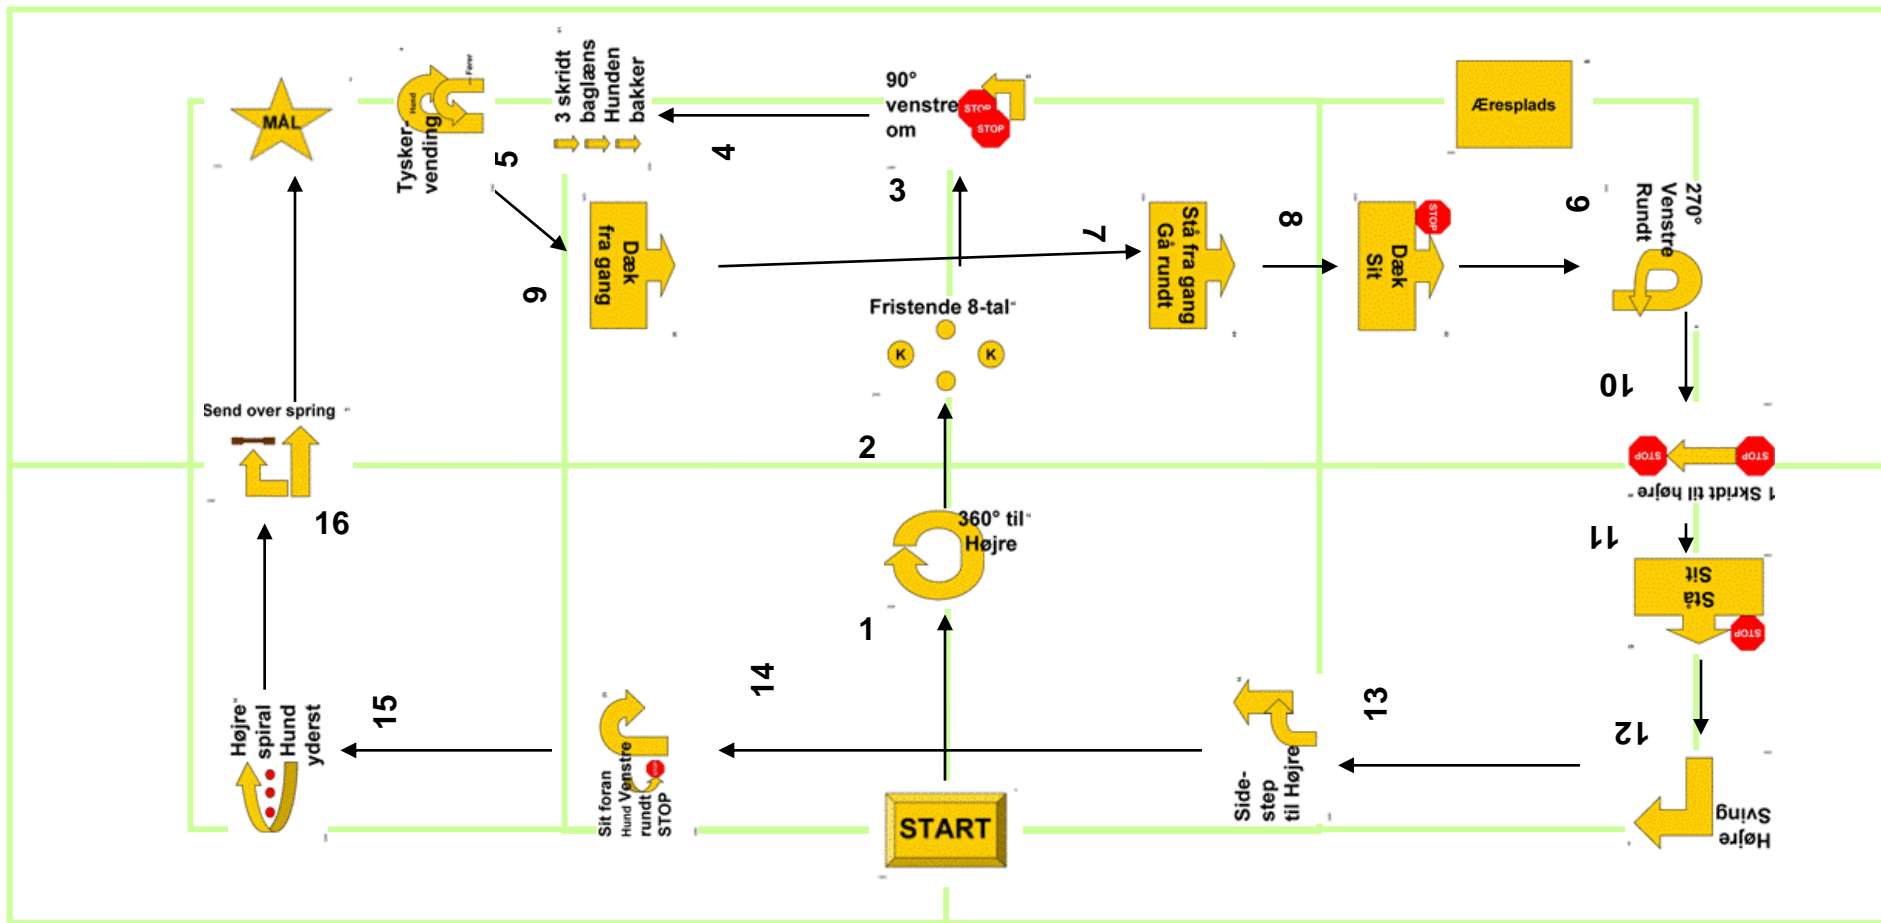 MÅL
Tysker-
vending
Hund
Fører
5
3 skridt
baglæns
Hunden
bakker
4
90°
venstre
om
STOP
STOP
3
Æresplads
Dæk
fra gang
6
7
Stå fra gang
Gå rundt
8
Dæk
Sit
STOP
9
270°
Venstre
Rundt
10
Fristende 8-tal
K
K
2
360° til
Højre
1
START
STOP
STOP
1 Skridt til højre
11
Stå
Sit
STOP
12
Højre
Sving
13
Side-
step
til Højre
14
Sit foran
Hund Venstre
rundt
STOP
15
Højre
spiral
Hund
yderst
16
Send over spring